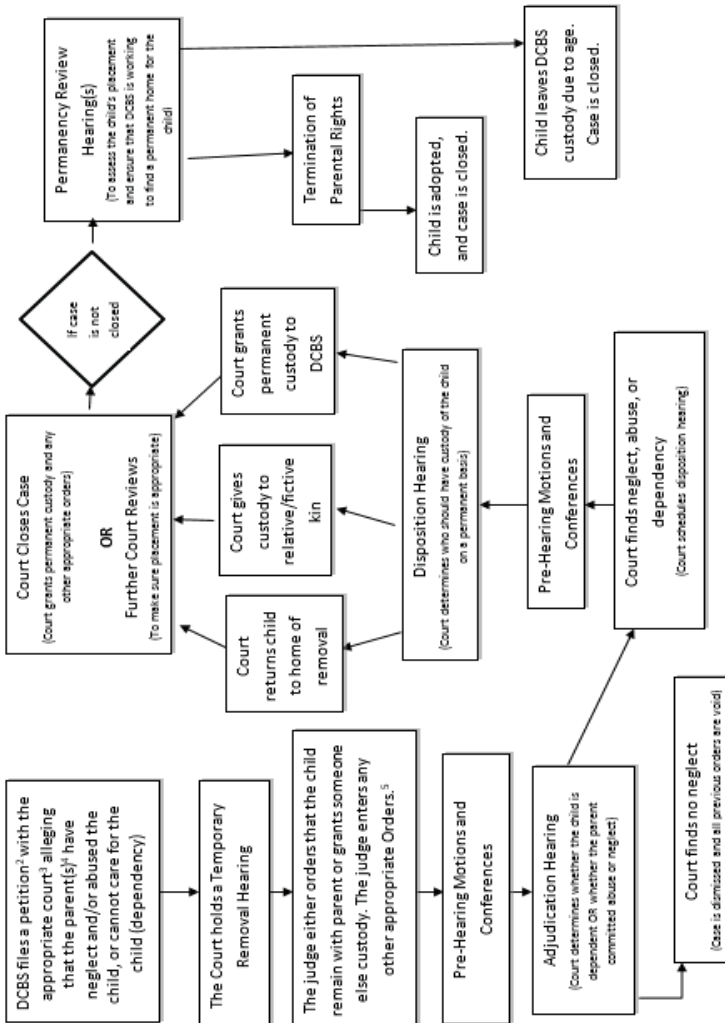 DCBS files a petition² with the
appropriate court³ alleging
that the parent(s)⁴ have
neglect and/or abused the
child, or cannot care for the
child (dependency)
The Court holds a Temporary
Removal Hearing
The judge either orders that the child
remain with parent or grants someone
else custody. The judge enters any
other appropriate Orders.⁵
Pre-Hearing Motions and
Conferences
Adjudication Hearing
(Court determines whether the child is
dependent OR whether the parent
committed abuse or neglect)
Court finds no neglect
(Case is dismissed and all previous orders are void)
Court finds neglect, abuse, or
dependency
(Court schedules disposition hearing)
Pre-Hearing Motions and
Conferences
Disposition Hearing
(Court determines who should have custody of the child
on a permanent basis)
Court
returns child
to home of
removal
Court gives
custody to
relative/fictive
kin
Court grants
permanent
custody to
DCBS
Court Closes Case
(Court grants permanent custody and any
other appropriate orders)
OR
Further Court Reviews
(To make sure placement is appropriate)
If case
is not
closed
Permanency Review
Hearing(s)
(To assess the child's placement
and ensure that DCBS is working
to find a permanent home for the
child)
Termination of
Parental Rights
Child is adopted,
and case is closed.
Child leaves DCBS
custody due to age.
Case is closed.